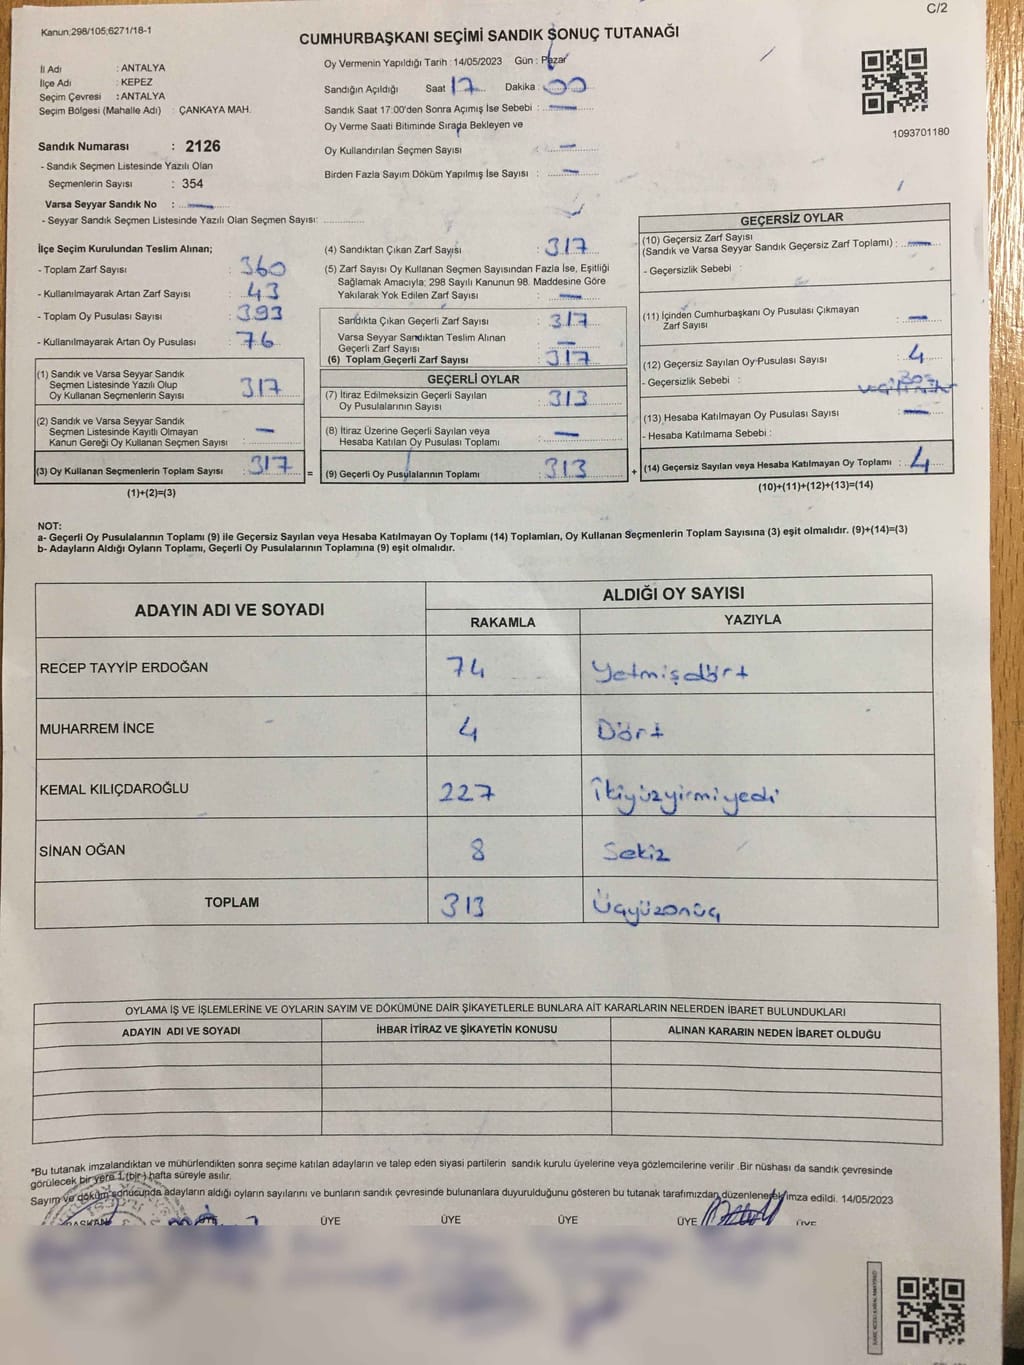 C/2
Kanun:298/105;6271/18-1
CUMHURBAŞKANI SEÇİMİ SANDIK SONUÇ TUTANAĞI
İl Adı : ANTALYA
İlçe Adı : KEPEZ
Seçim Çevresi : ANTALYA
Seçim Bölgesi (Mahalle Adı) : ÇANKAYA MAH.
Oy Vermenin Yapıldığı Tarih : 14/05/2023 Gün : Pazar
Sandığın Açıldığı Saat 17 Dakika : 00
Sandık Saat 17:00'den Sonra Açımış İse Sebebi : —
Oy Verme Saati Bitiminde Sırada Bekleyen ve
Oy Kullandırılan Seçmen Sayısı : —
Birden Fazla Sayım Döküm Yapılmış İse Sayısı : —
1093701180
Sandık Numarası : 2126
- Sandık Seçmen Listesinde Yazılı Olan
Seçmenlerin Sayısı : 354
Varsa Seyyar Sandık No : —
- Seyyar Sandık Seçmen Listesinde Yazılı Olan Seçmen Sayısı:
İlçe Seçim Kurulundan Teslim Alınan;
- Toplam Zarf Sayısı : 360
- Kullanılmayarak Artan Zarf Sayısı : 43
- Toplam Oy Pusulası Sayısı : 393
- Kullanılmayarak Artan Oy Pusulası : 76
(1) Sandık ve Varsa Seyyar Sandık
Seçmen Listesinde Yazılı Olup
Oy Kullanan Seçmenlerin Sayısı : 317
(2) Sandık ve Varsa Seyyar Sandık
Seçmen Listesinde Kayıtlı Olmayan
Kanun Gereği Oy Kullanan Seçmen Sayısı : —
(3) Oy Kullanan Seçmenlerin Toplam Sayısı : 317
(1)+(2)=(3)
(4) Sandıktan Çıkan Zarf Sayısı : 317
(5) Zarf Sayısı Oy Kullanan Seçmen Sayısından Fazla İse, Eşitliği
Sağlamak Amacıyla; 298 Sayılı Kanunun 98. Maddesine Göre
Yakılarak Yok Edilen Zarf Sayısı : —
Sandıkta Çıkan Geçerli Zarf Sayısı : 317
Varsa Seyyar Sandıktan Teslim Alınan
Geçerli Zarf Sayısı : —
(6) Toplam Geçerli Zarf Sayısı : 317
GEÇERLİ OYLAR
(7) İtiraz Edilmeksizin Geçerli Sayılan
Oy Pusulalarının Sayısı : 313
(8) İtiraz Üzerine Geçerli Sayılan veya
Hesaba Katılan Oy Pusulası Toplamı : —
= (9) Geçerli Oy Pusulalarının Toplamı : 313
GEÇERSİZ OYLAR
(10) Geçersiz Zarf Sayısı
(Sandık ve Varsa Seyyar Sandık Geçersiz Zarf Toplamı) : —
- Geçersizlik Sebebi :
(11) İçinden Cumhurbaşkanı Oy Pusulası Çıkmayan
Zarf Sayısı : —
(12) Geçersiz Sayılan Oy Pusulası Sayısı : 4
- Geçersizlik Sebebi :
(13) Hesaba Katılmayan Oy Pusulası Sayısı : —
- Hesaba Katılmama Sebebi :
+ (14) Geçersiz Sayılan veya Hesaba Katılmayan Oy Toplamı : 4
(10)+(11)+(12)+(13)=(14)
NOT:
a- Geçerli Oy Pusulalarının Toplamı (9) ile Geçersiz Sayılan veya Hesaba Katılmayan Oy Toplamı (14) Toplamları, Oy Kullanan Seçmenlerin Toplam Sayısına (3) eşit olmalıdır. (9)+(14)=(3)
b- Adayların Aldığı Oyların Toplamı, Geçerli Oy Pusulalarının Toplamına (9) eşit olmalıdır.
ADAYIN ADI VE SOYADI
ALDIĞI OY SAYISI
RAKAMLA YAZIYLA
RECEP TAYYİP ERDOĞAN 74 Yetmişdört
MUHARREM İNCE 4 Dört
KEMAL KILIÇDAROĞLU 227 İkiyüzyirmiyedi
SİNAN OĞAN 8 Sekiz
TOPLAM 313 Üçyüzonüç
OYLAMA İŞ VE İŞLEMLERİNE VE OYLARIN SAYIM VE DÖKÜMÜNE DAİR ŞİKAYETLERLE BUNLARA AİT KARARLARIN NELERDEN İBARET BULUNDUKLARI
ADAYIN ADI VE SOYADI İHBAR İTİRAZ VE ŞİKAYETİN KONUSU ALINAN KARARIN NEDEN İBARET OLDUĞU
*Bu tutanak imzalandıktan ve mühürlendikten sonra seçime katılan adayların ve talep eden siyasi partilerin sandık kurulu üyelerine veya gözlemcilerine verilir .Bir nüshası da sandık çevresinde
görülecek bir yere 1 (bir ) hafta süreyle asılır.
Sayım ve döküm sonucunda adayların aldığı oyların sayılarını ve bunların sandık çevresinde bulunanlara duyurulduğunu gösteren bu tutanak tarafımızdan düzenlenerek imza edildi. 14/05/2023
BAŞKAN ÜYE ÜYE ÜYE ÜYE ÜYE ÜYE